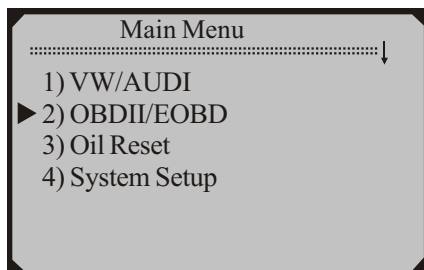 Main Menu
1) VW/AUDI
2) OBDII/EOBD
3) Oil Reset
4) System Setup